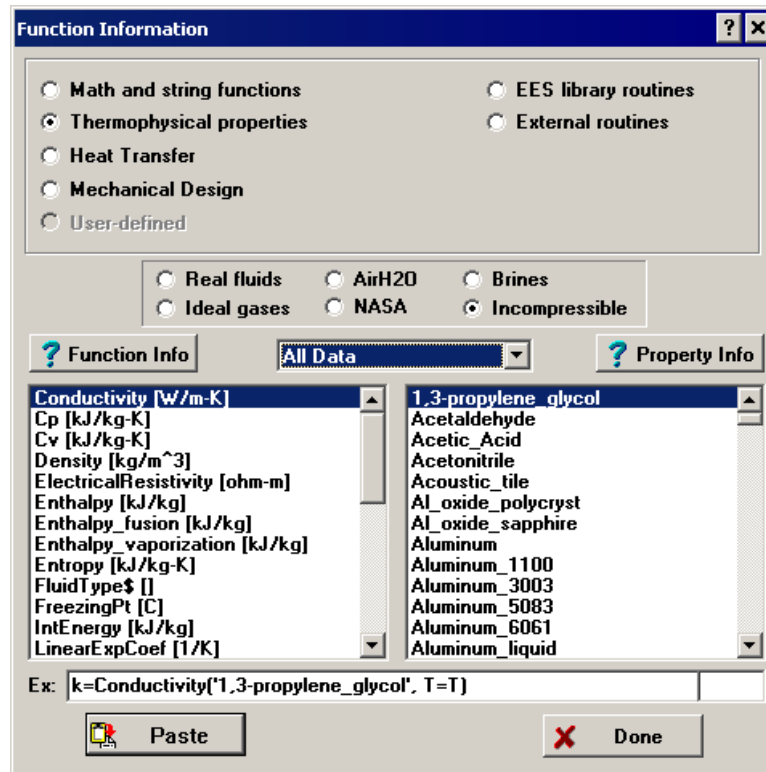 Function Information
Math and string functions
EES library routines
Thermophysical properties
External routines
Heat Transfer
Mechanical Design
User-defined
Real fluids
AirH2O
Brines
Ideal gases
NASA
Incompressible
? Function Info
All Data
? Property Info
Conductivity [W/m-K]
Cp [kJ/kg-K]
Cv [kJ/kg-K]
Density [kg/m^3]
ElectricalResistivity [ohm-m]
Enthalpy [kJ/kg]
Enthalpy_fusion [kJ/kg]
Enthalpy_vaporization [kJ/kg]
Entropy [kJ/kg-K]
FluidType$ []
FreezingPt [C]
IntEnergy [kJ/kg]
LinearExpCoef [1/K]
1,3-propylene_glycol
Acetaldehyde
Acetic_Acid
Acetonitrile
Acoustic_tile
Al_oxide_polycryst
Al_oxide_sapphire
Aluminum
Aluminum_1100
Aluminum_3003
Aluminum_5083
Aluminum_6061
Aluminum_liquid
Ex: k=Conductivity('1,3-propylene_glycol', T=T)
Paste
Done